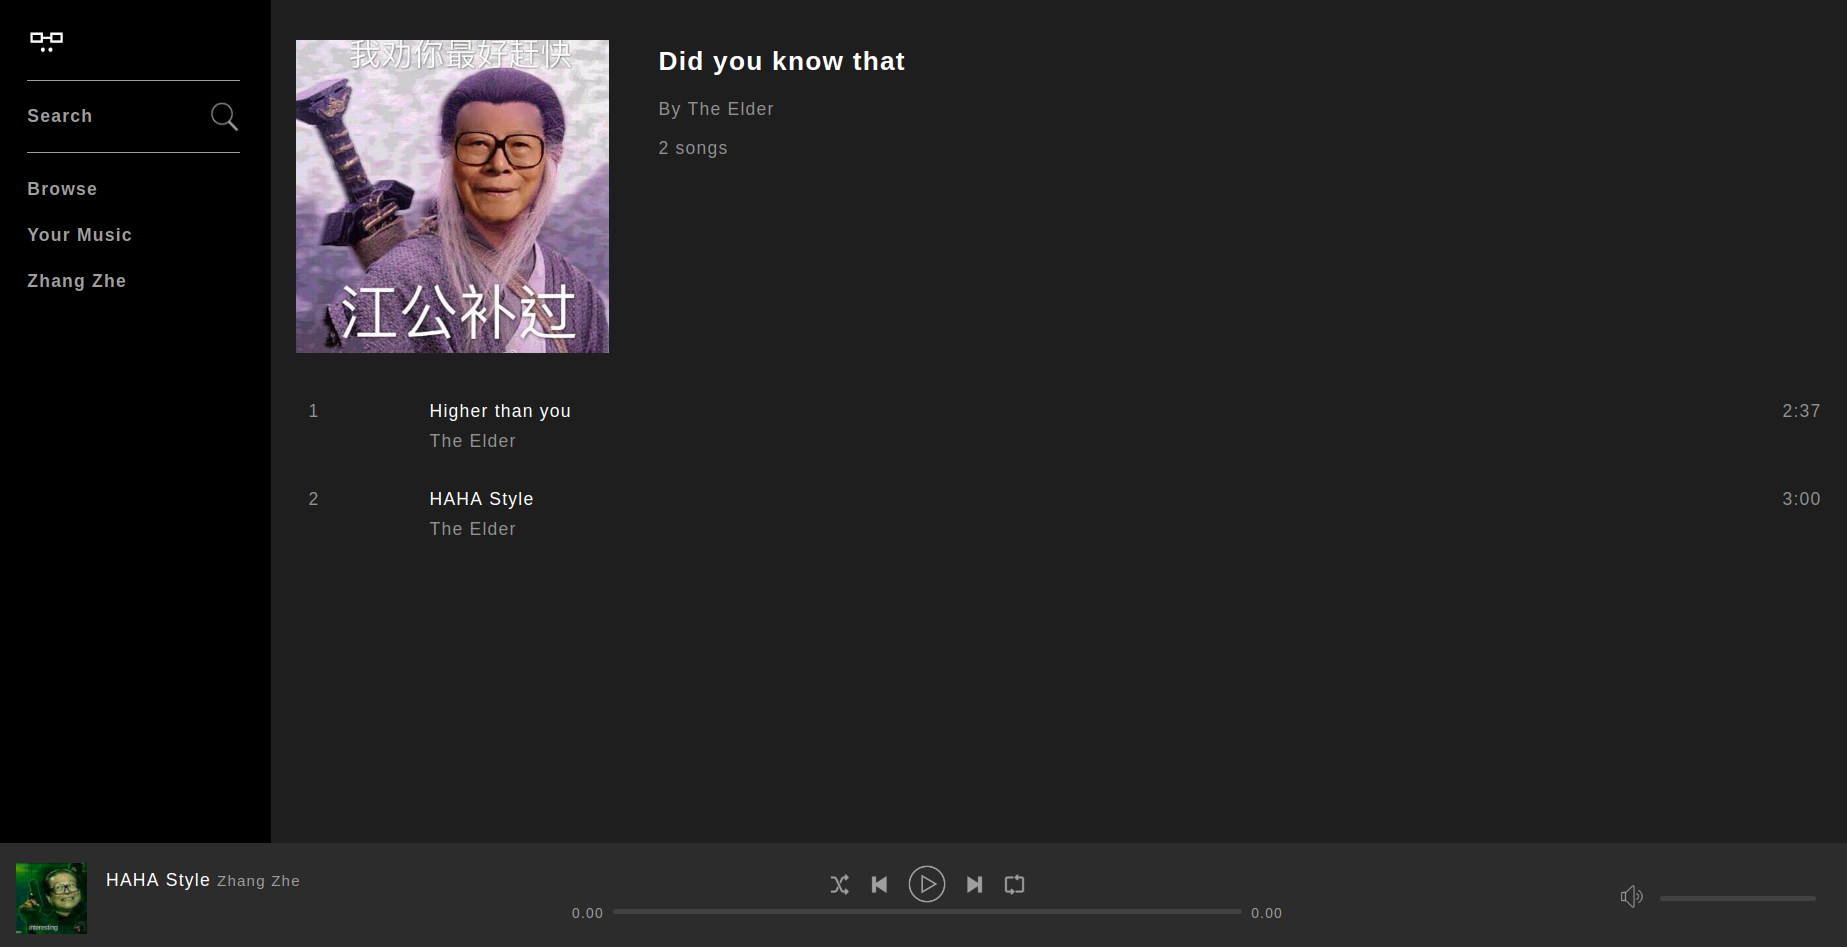 Search
Browse
Your Music
Zhang Zhe
我劝你最好赶快
江公补过
Did you know that
By The Elder
2 songs
1 Higher than you 2:37
The Elder
2 HAHA Style 3:00
The Elder
interesting
HAHA Style Zhang Zhe
0.00 0.00